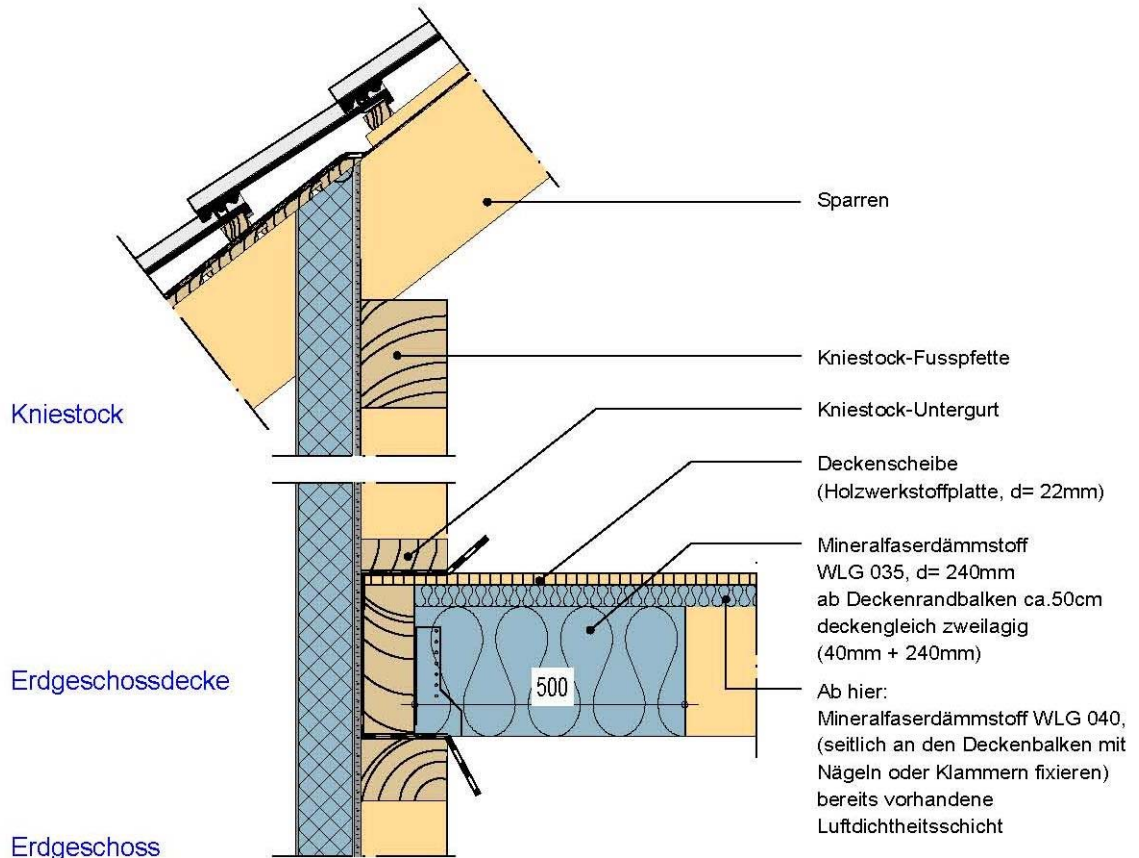 Sparren
Kniestock-Fusspfette
Kniestock
Kniestock-Untergurt
Deckenscheibe
(Holzwerkstoffplatte, d= 22mm)
Mineralfaserdämmstoff
WLG 035, d= 240mm
ab Deckenrandbalken ca.50cm
deckengleich zweilagig
(40mm + 240mm)
Erdgeschossdecke
500
Ab hier:
Mineralfaserdämmstoff WLG 040,
(seitlich an den Deckenbalken mit
Nägeln oder Klammern fixieren)
bereits vorhandene
Luftdichtheitsschicht
Erdgeschoss